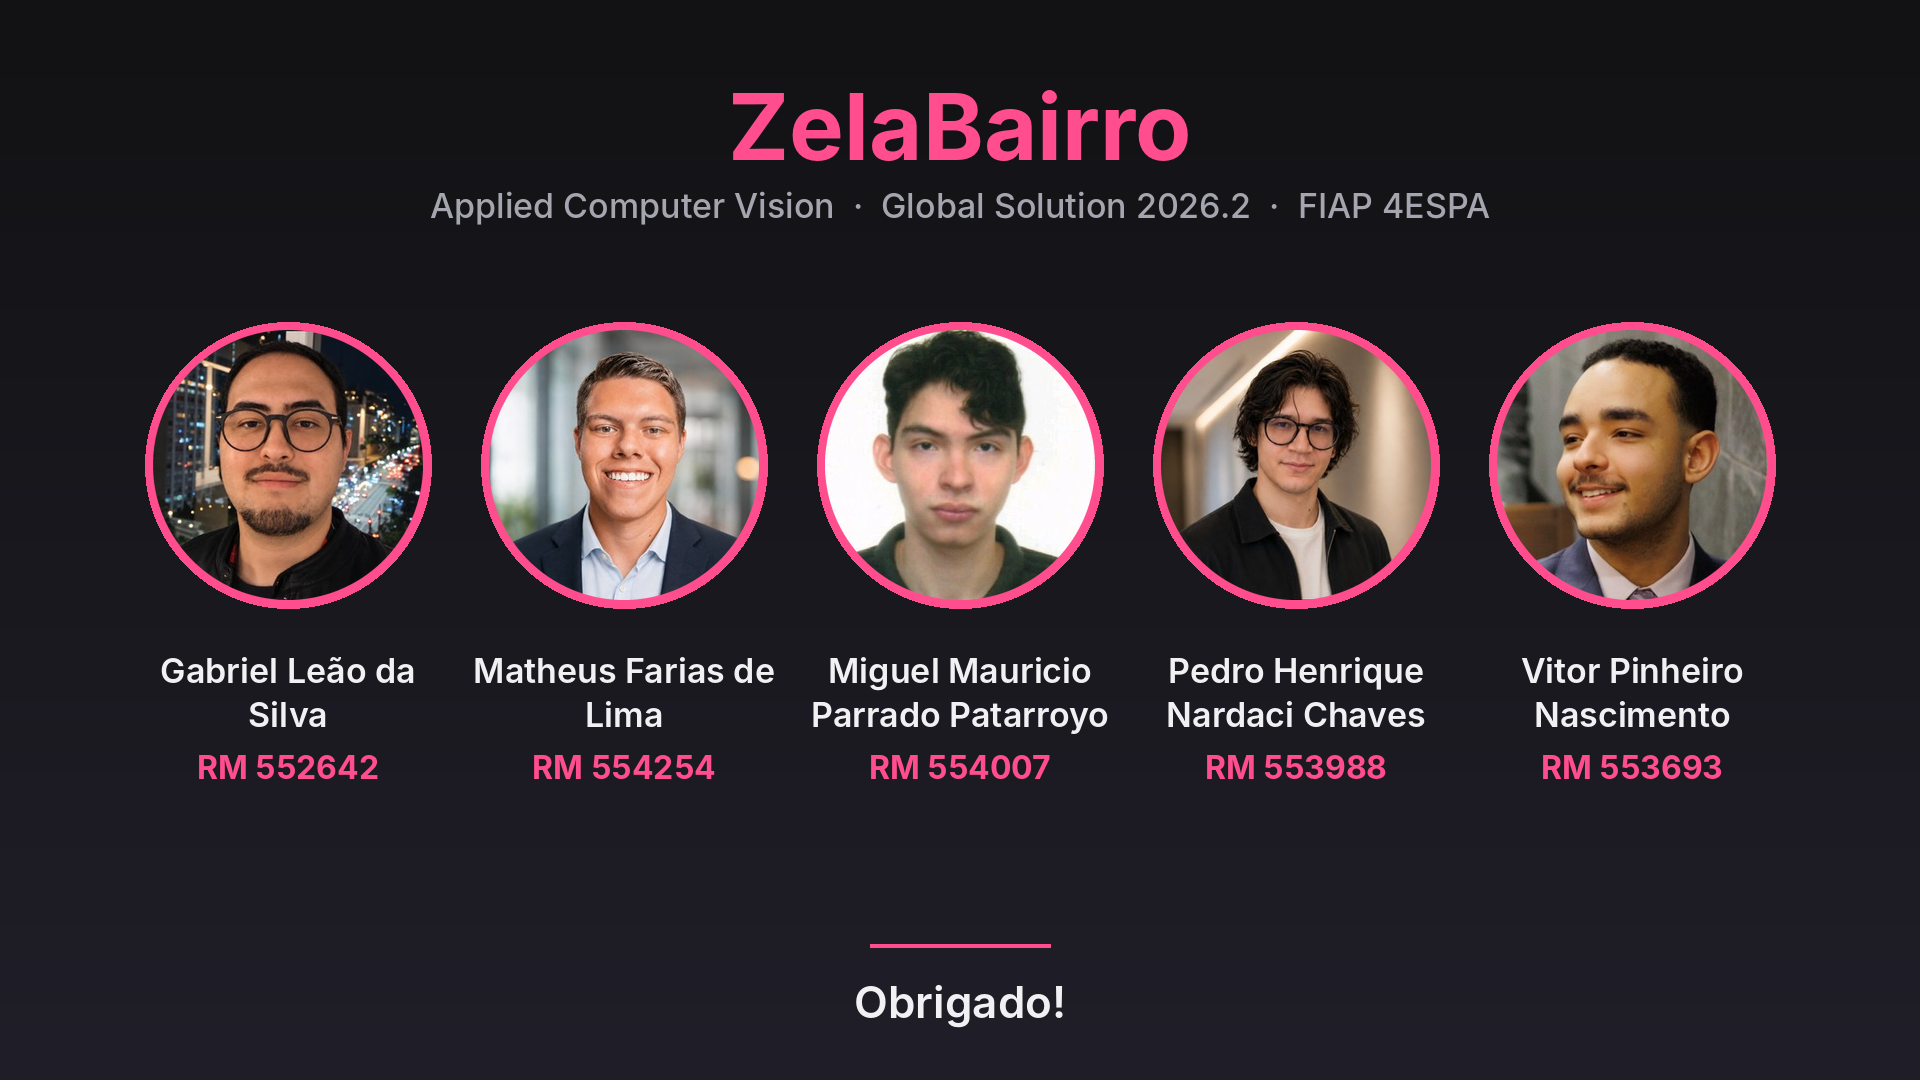 ZelaBairro
Applied Computer Vision · Global Solution 2026.2 · FIAP 4ESPA
Gabriel Leão da
Silva
RM 552642
Matheus Farias de
Lima
RM 554254
Miguel Mauricio
Parrado Patarroyo
RM 554007
Pedro Henrique
Nardaci Chaves
RM 553988
Vitor Pinheiro
Nascimento
RM 553693
Obrigado!